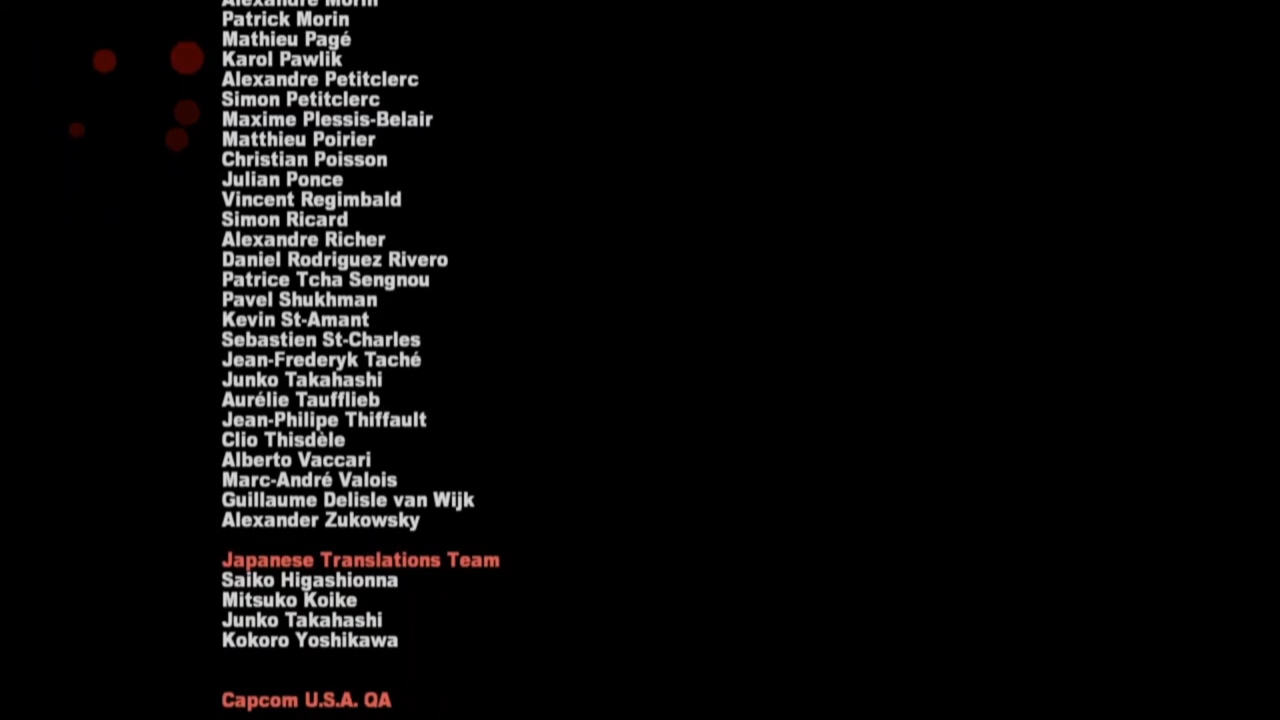 Alexandre Morin
Patrick Morin
Mathieu Pagé
Karol Pawlik
Alexandre Petitclerc
Simon Petitclerc
Maxime Plessis-Belair
Matthieu Poirier
Christian Poisson
Julian Ponce
Vincent Regimbald
Simon Ricard
Alexandre Richer
Daniel Rodriguez Rivero
Patrice Tcha Sengnou
Pavel Shukhman
Kevin St-Amant
Sebastien St-Charles
Jean-Frederyk Taché
Junko Takahashi
Aurélie Taufflieb
Jean-Philipe Thiffault
Clio Thisdèle
Alberto Vaccari
Marc-André Valois
Guillaume Delisle van Wijk
Alexander Zukowsky
Japanese Translations Team
Saiko Higashionna
Mitsuko Koike
Junko Takahashi
Kokoro Yoshikawa
Capcom U.S.A. QA